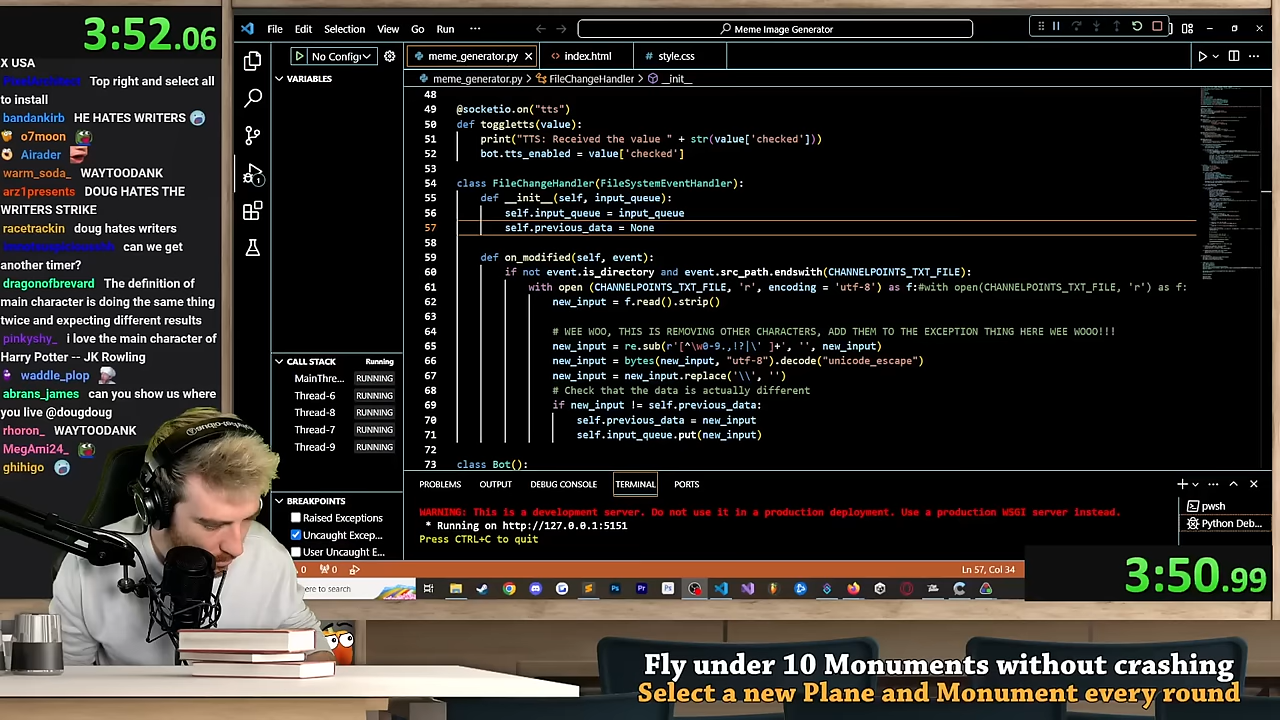 3:52.06
X USA
Top right and select all
to install
bandankirb HE HATES WRITERS
o7moon
Airader
warm_soda_ WAYTOODANK
arz1presents DOUG HATES THE
WRITERS STRIKE
racetrackin doug hates writers
can we get
another timer?
dragonofbrevard The definition of
main character is doing the same thing
twice and expecting different results
pinkyshy_ i love the main character of
Harry Potter -- JK Rowling
waddle_plop
abrans_james can you show us where
you live @dougdoug
rhoron_ WAYTOODANK
MegAmi24_
ghihigo
File Edit Selection View Go Run ···
Meme Image Generator
No Config
meme_generator.py
index.html
style.css
meme_generator.py > FileChangeHandler > __init__
VARIABLES
48
49 @socketio.on("tts")
50 def toggletts(value):
51 print("TTS: Received the value " + str(value['checked']))
52 bot.tts_enabled = value['checked']
54 class FileChangeHandler(FileSystemEventHandler):
55 def __init__(self, input_queue):
56 self.input_queue = input_queue
57 self.previous_data = None
58
59 def on_modified(self, event):
60 if not event.is_directory and event.src_path.endswith(CHANNELPOINTS_TXT_FILE):
61 with open (CHANNELPOINTS_TXT_FILE, 'r', encoding = 'utf-8') as f:#with open(CHANNELPOINTS_TXT_FILE, 'r') as f:
62 new_input = f.read().strip()
64 # WEE WOO, THIS IS REMOVING OTHER CHARACTERS, ADD THEM TO THE EXCEPTION THING HERE WEE WOOO!!!
65 new_input = re.sub(r'[^\w0-9.,!?|\' ]+', '', new_input)
66 new_input = bytes(new_input, "utf-8").decode("unicode_escape")
67 new_input = new_input.replace('\\', '')
68 # Check that the data is actually different
69 if new_input != self.previous_data:
70 self.previous_data = new_input
71 self.input_queue.put(new_input)
72
73 class Bot():
CALL STACK Running
MainThre... RUNNING
Thread-6 RUNNING
Thread-8 RUNNING
Thread-7 RUNNING
Thread-9 RUNNING
BREAKPOINTS
Raised Exceptions
Uncaught Excep...
User Uncaught E...
PROBLEMS OUTPUT DEBUG CONSOLE TERMINAL PORTS
WARNING: This is a development server. Do not use it in a production deployment. Use a production WSGI server instead.
* Running on http://127.0.0.1:5151
Press CTRL+C to quit
pwsh
Python Deb...
0 0
Ln 57, Col 34
here to search
3:50.99
Fly under 10 Monuments without crashing
Select a new Plane and Monument every round